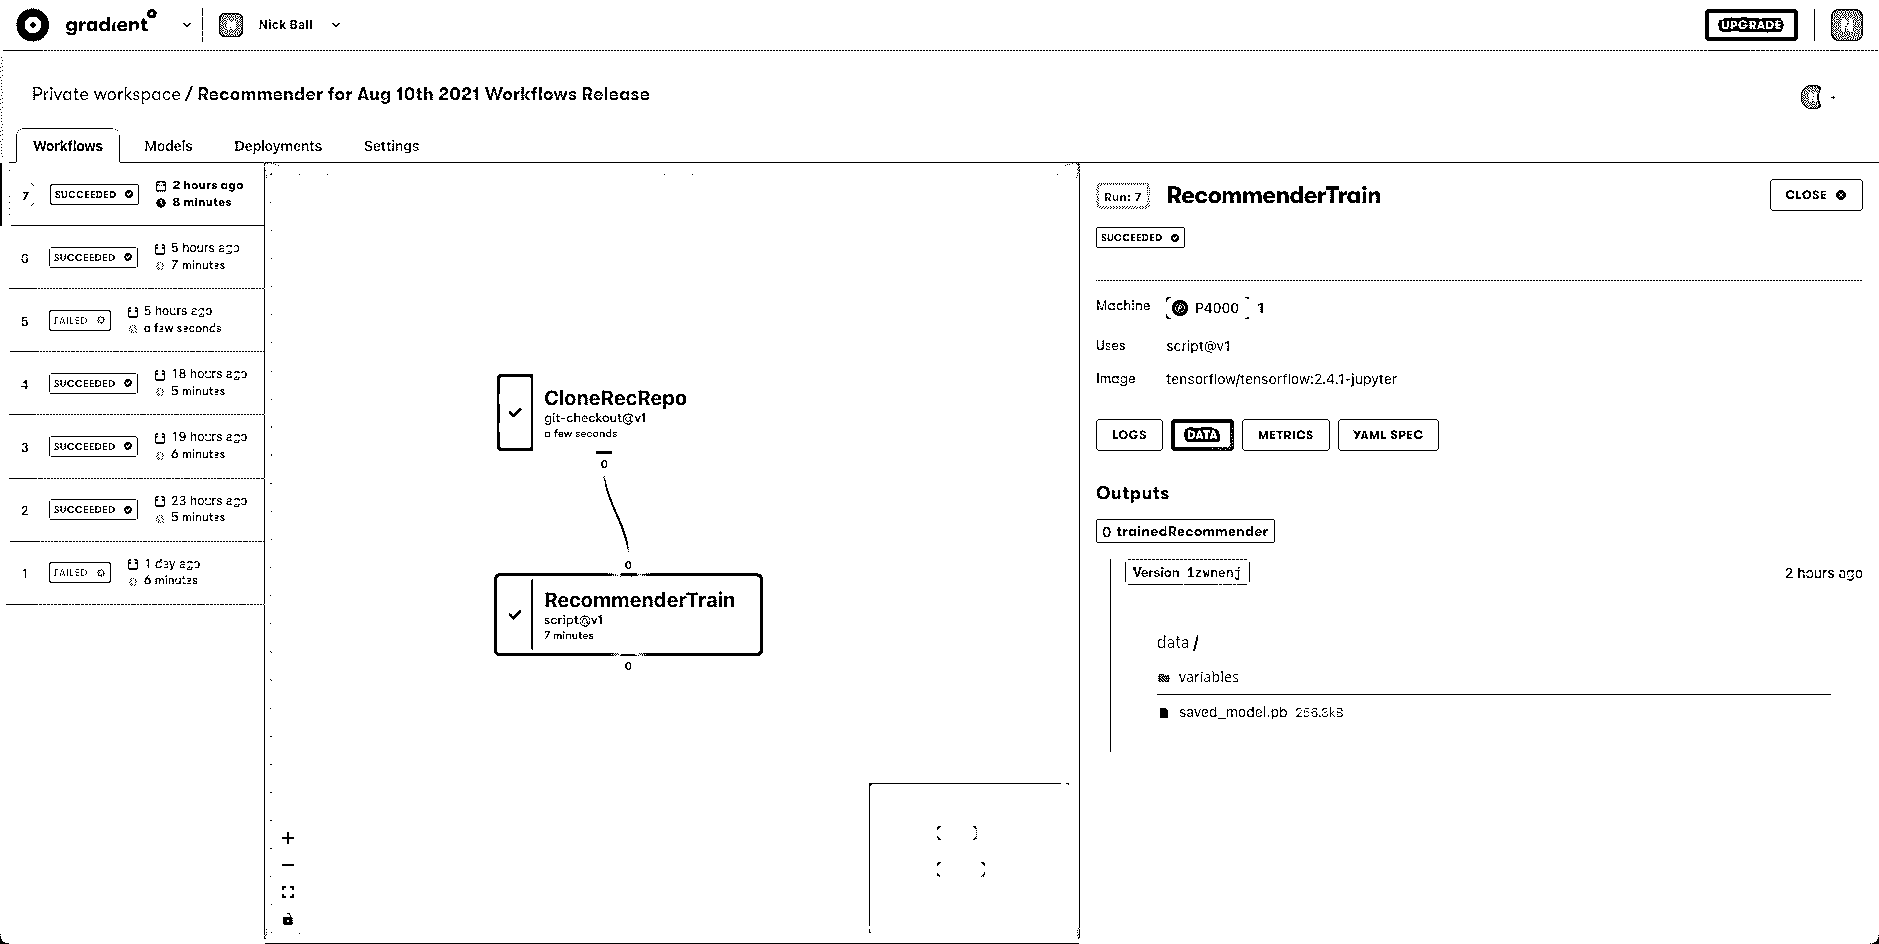 gradient
Nick Ball
UPGRADE
Private workspace / Recommender for Aug 10th 2021 Workflows Release
Workflows
Models
Deployments
Settings
7
SUCCEEDED
2 hours ago
8 minutes
6
SUCCEEDED
5 hours ago
7 minutes
5
FAILED
5 hours ago
a few seconds
4
SUCCEEDED
18 hours ago
5 minutes
3
SUCCEEDED
19 hours ago
6 minutes
2
SUCCEEDED
23 hours ago
5 minutes
1
FAILED
1 day ago
6 minutes
CloneRecRepo
git-checkout@v1
a few seconds
RecommenderTrain
script@v1
7 minutes
Run: 7
RecommenderTrain
CLOSE
SUCCEEDED
Machine
P4000
1
Uses
script@v1
Image
tensorflow/tensorflow:2.4.1-jupyter
LOGS
DATA
METRICS
YAML SPEC
Outputs
trainedRecommender
Version 1zwnenj
2 hours ago
data /
variables
saved_model.pb 256.3kB